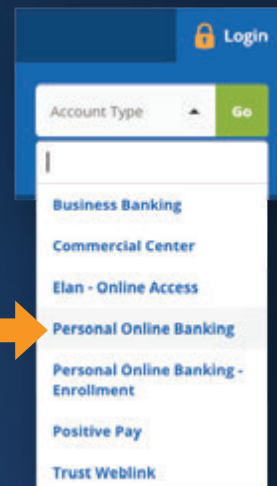 Login
Account Type Go
Business Banking
Commercial Center
Elan - Online Access
Personal Online Banking
Personal Online Banking -
Enrollment
Positive Pay
Trust Weblink